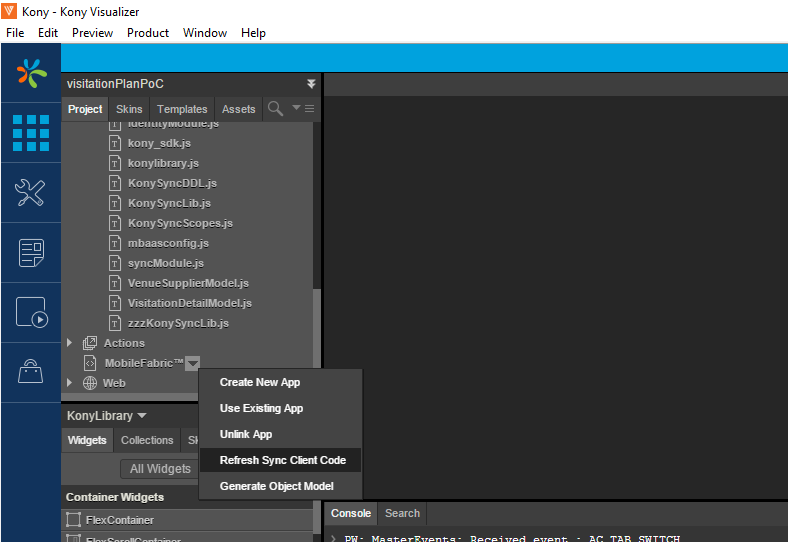 Kony - Kony Visualizer
File Edit Preview Product Window Help
visitationPlanPoC
Project Skins Templates Assets
identityModule.js
kony_sdk.js
konylibrary.js
KonySyncDDL.js
KonySyncLib.js
KonySyncScopes.js
mbaasconfig.js
syncModule.js
VenueSupplierModel.js
VisitationDetailModel.js
zzzKonySyncLib.js
Actions
MobileFabric™
Web
Create New App
Use Existing App
Unlink App
Refresh Sync Client Code
Generate Object Model
KonyLibrary
Widgets Collections Sk
All Widgets
Container Widgets
FlexContainer
FlexScrollContainer
Console Search
> PW: MasterEvents: Received event : AC_TAB_SWITCH